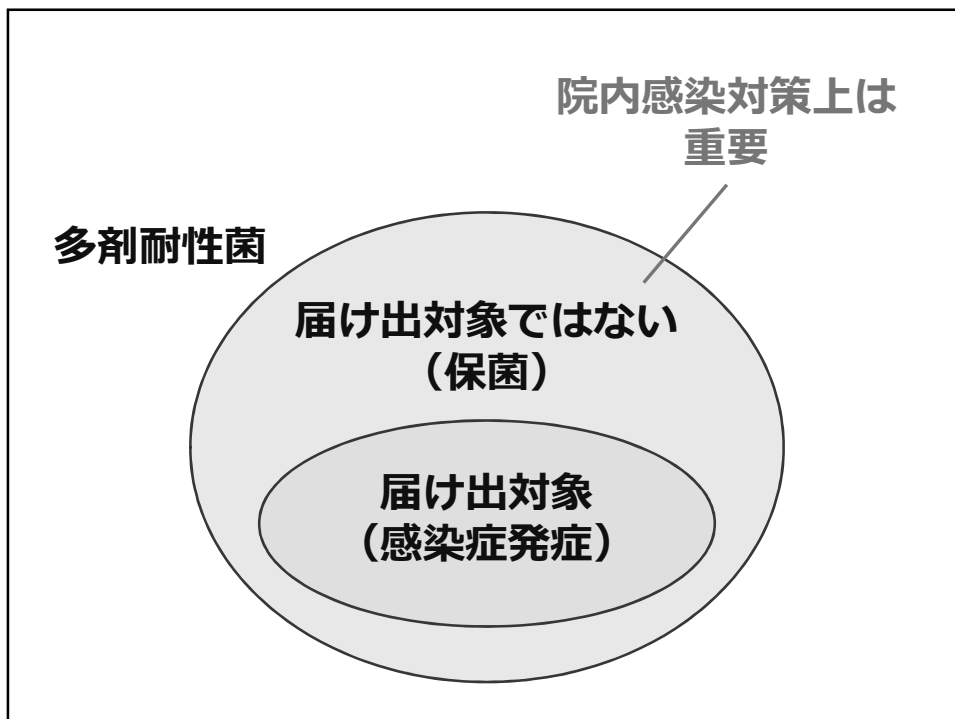 院内感染対策上は
重要
多剤耐性菌
届け出対象ではない
（保菌）
届け出対象
（感染症発症）